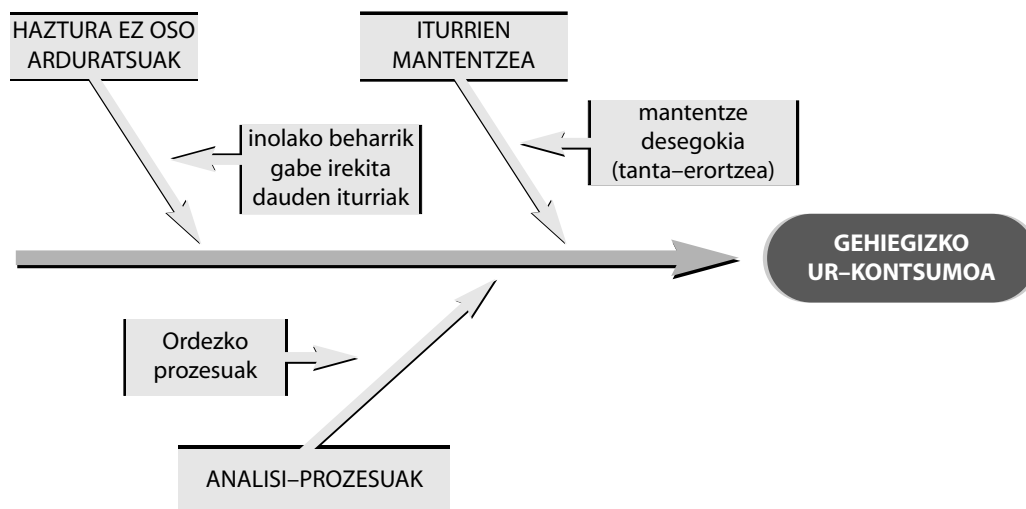 HAZTURA EZ OSO
ARDURATSUAK
ITURRIEN
MANTENTZEA
inolako beharrik
gabe irekita
dauden iturriak
mantentze
desegokia
(tanta–erortzea)
GEHIEGIZKO
UR–KONTSUMOA
Ordezko
prozesuak
ANALISI–PROZESUAK